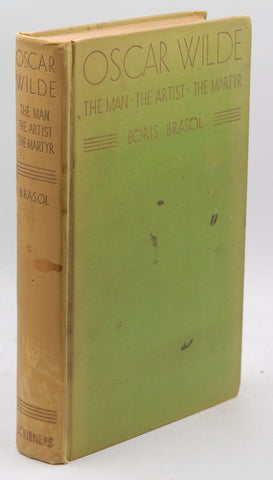 OSCAR
WILDE
THE MAN
THE ARTIST
THE MARTYR
BRASOL
SCRIBNERS
OSCAR WILDE
THE MAN · THE ARTIST · THE MARTYR
BORIS BRASOL